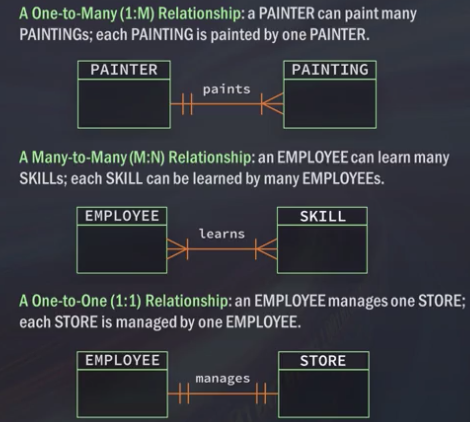 A One-to-Many (1:M) Relationship: a PAINTER can paint many
PAINTINGs; each PAINTING is painted by one PAINTER.
PAINTER
paints
PAINTING
A Many-to-Many (M:N) Relationship: an EMPLOYEE can learn many
SKILLs; each SKILL can be learned by many EMPLOYEEs.
EMPLOYEE
learns
SKILL
A One-to-One (1:1) Relationship: an EMPLOYEE manages one STORE;
each STORE is managed by one EMPLOYEE.
EMPLOYEE
manages
STORE